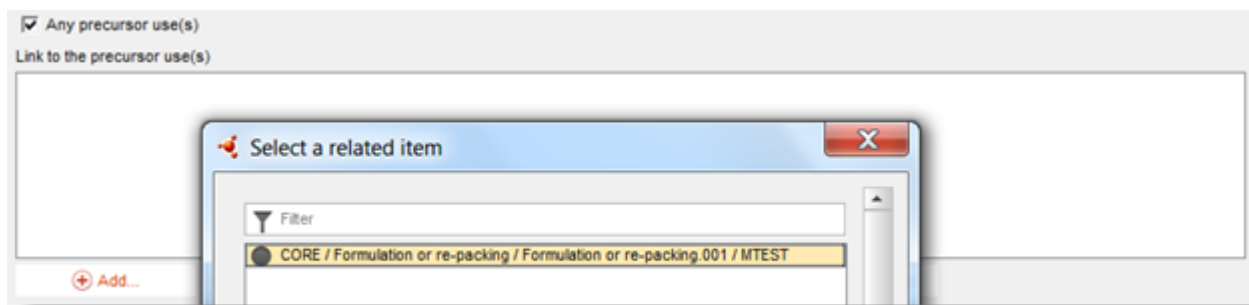 Any precursor use(s)
Link to the precursor use(s)
Select a related item
Filter
CORE / Formulation or re-packing / Formulation or re-packing.001 / MTEST
Add...